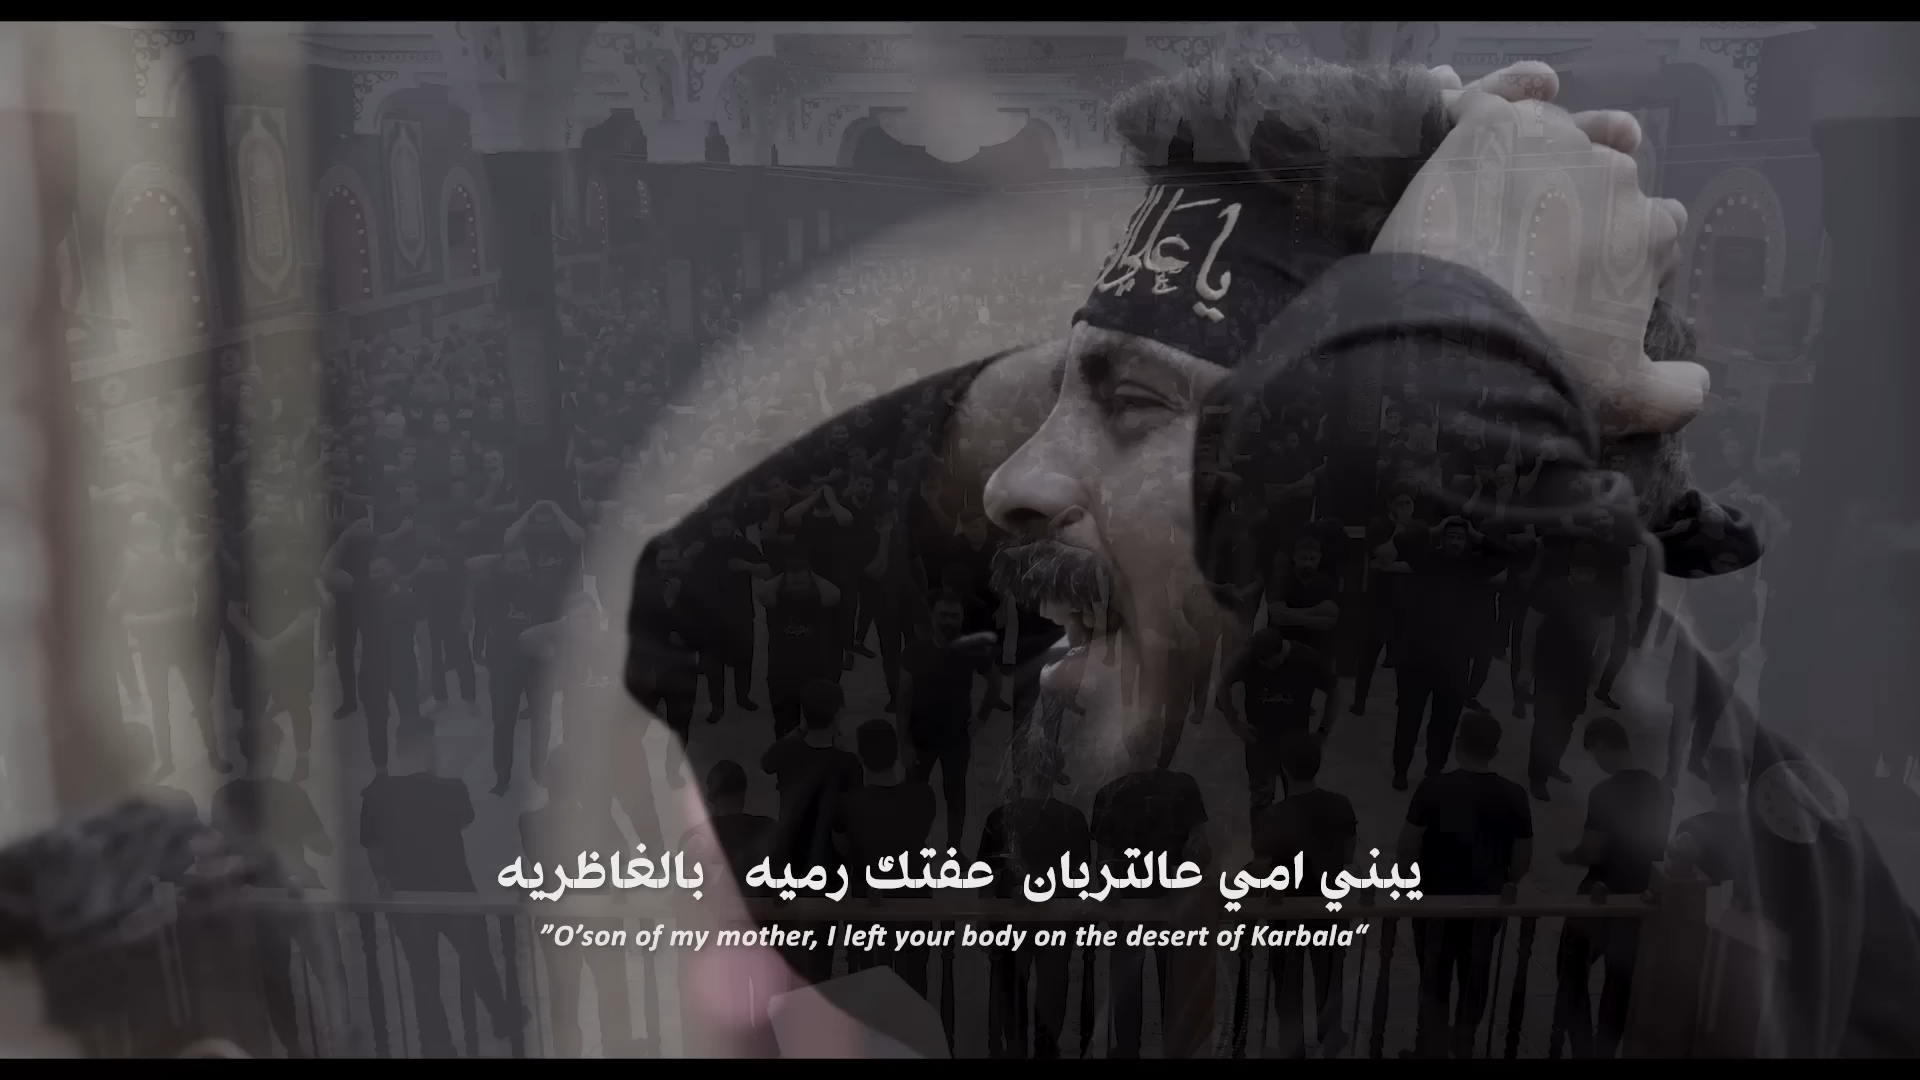 يا علي
يبني امي عالتربان عفتك رميه بالغاظريه
”O’son of my mother, I left your body on the desert of Karbala“